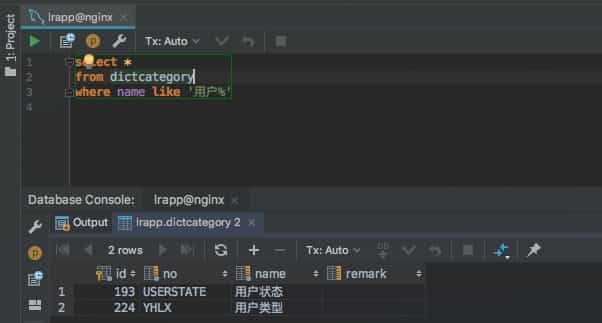 lrapp@nginx
1: Project
Tx: Auto
1 select *
2 from dictcategory
3 where name like '用户%'
4
Database Console: lrapp@nginx
Output lrapp.dictcategory 2
2 rows Tx: Auto DB
id no name remark
1 193 USERSTATE 用户状态
2 224 YHLX 用户类型